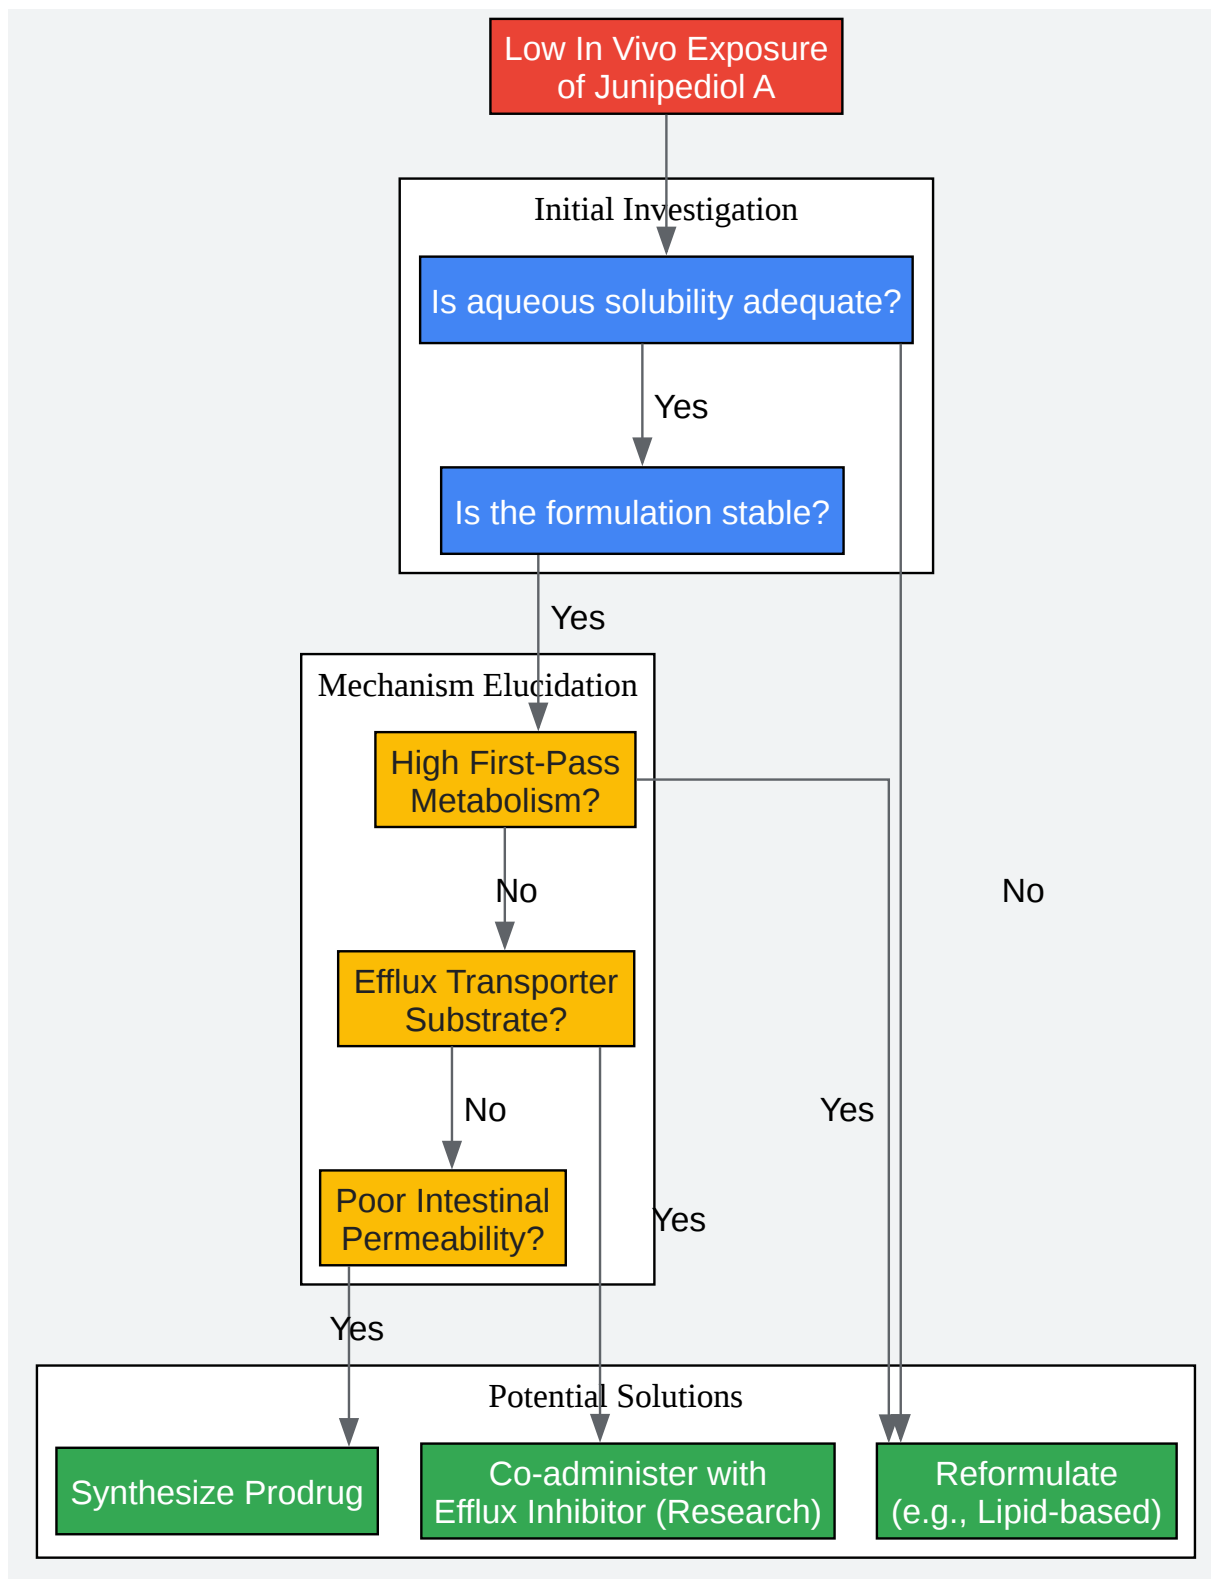 Low In Vivo Exposure
of Junipediol A
Initial Investigation
Is aqueous solubility adequate?
Yes
Is the formulation stable?
Yes
Mechanism Elucidation
High First-Pass
Metabolism?
No
No
Efflux Transporter
Substrate?
No
Yes
Poor Intestinal
Permeability?
Yes
Yes
Potential Solutions
Synthesize Prodrug
Co-administer with
Efflux Inhibitor (Research)
Reformulate
(e.g., Lipid-based)